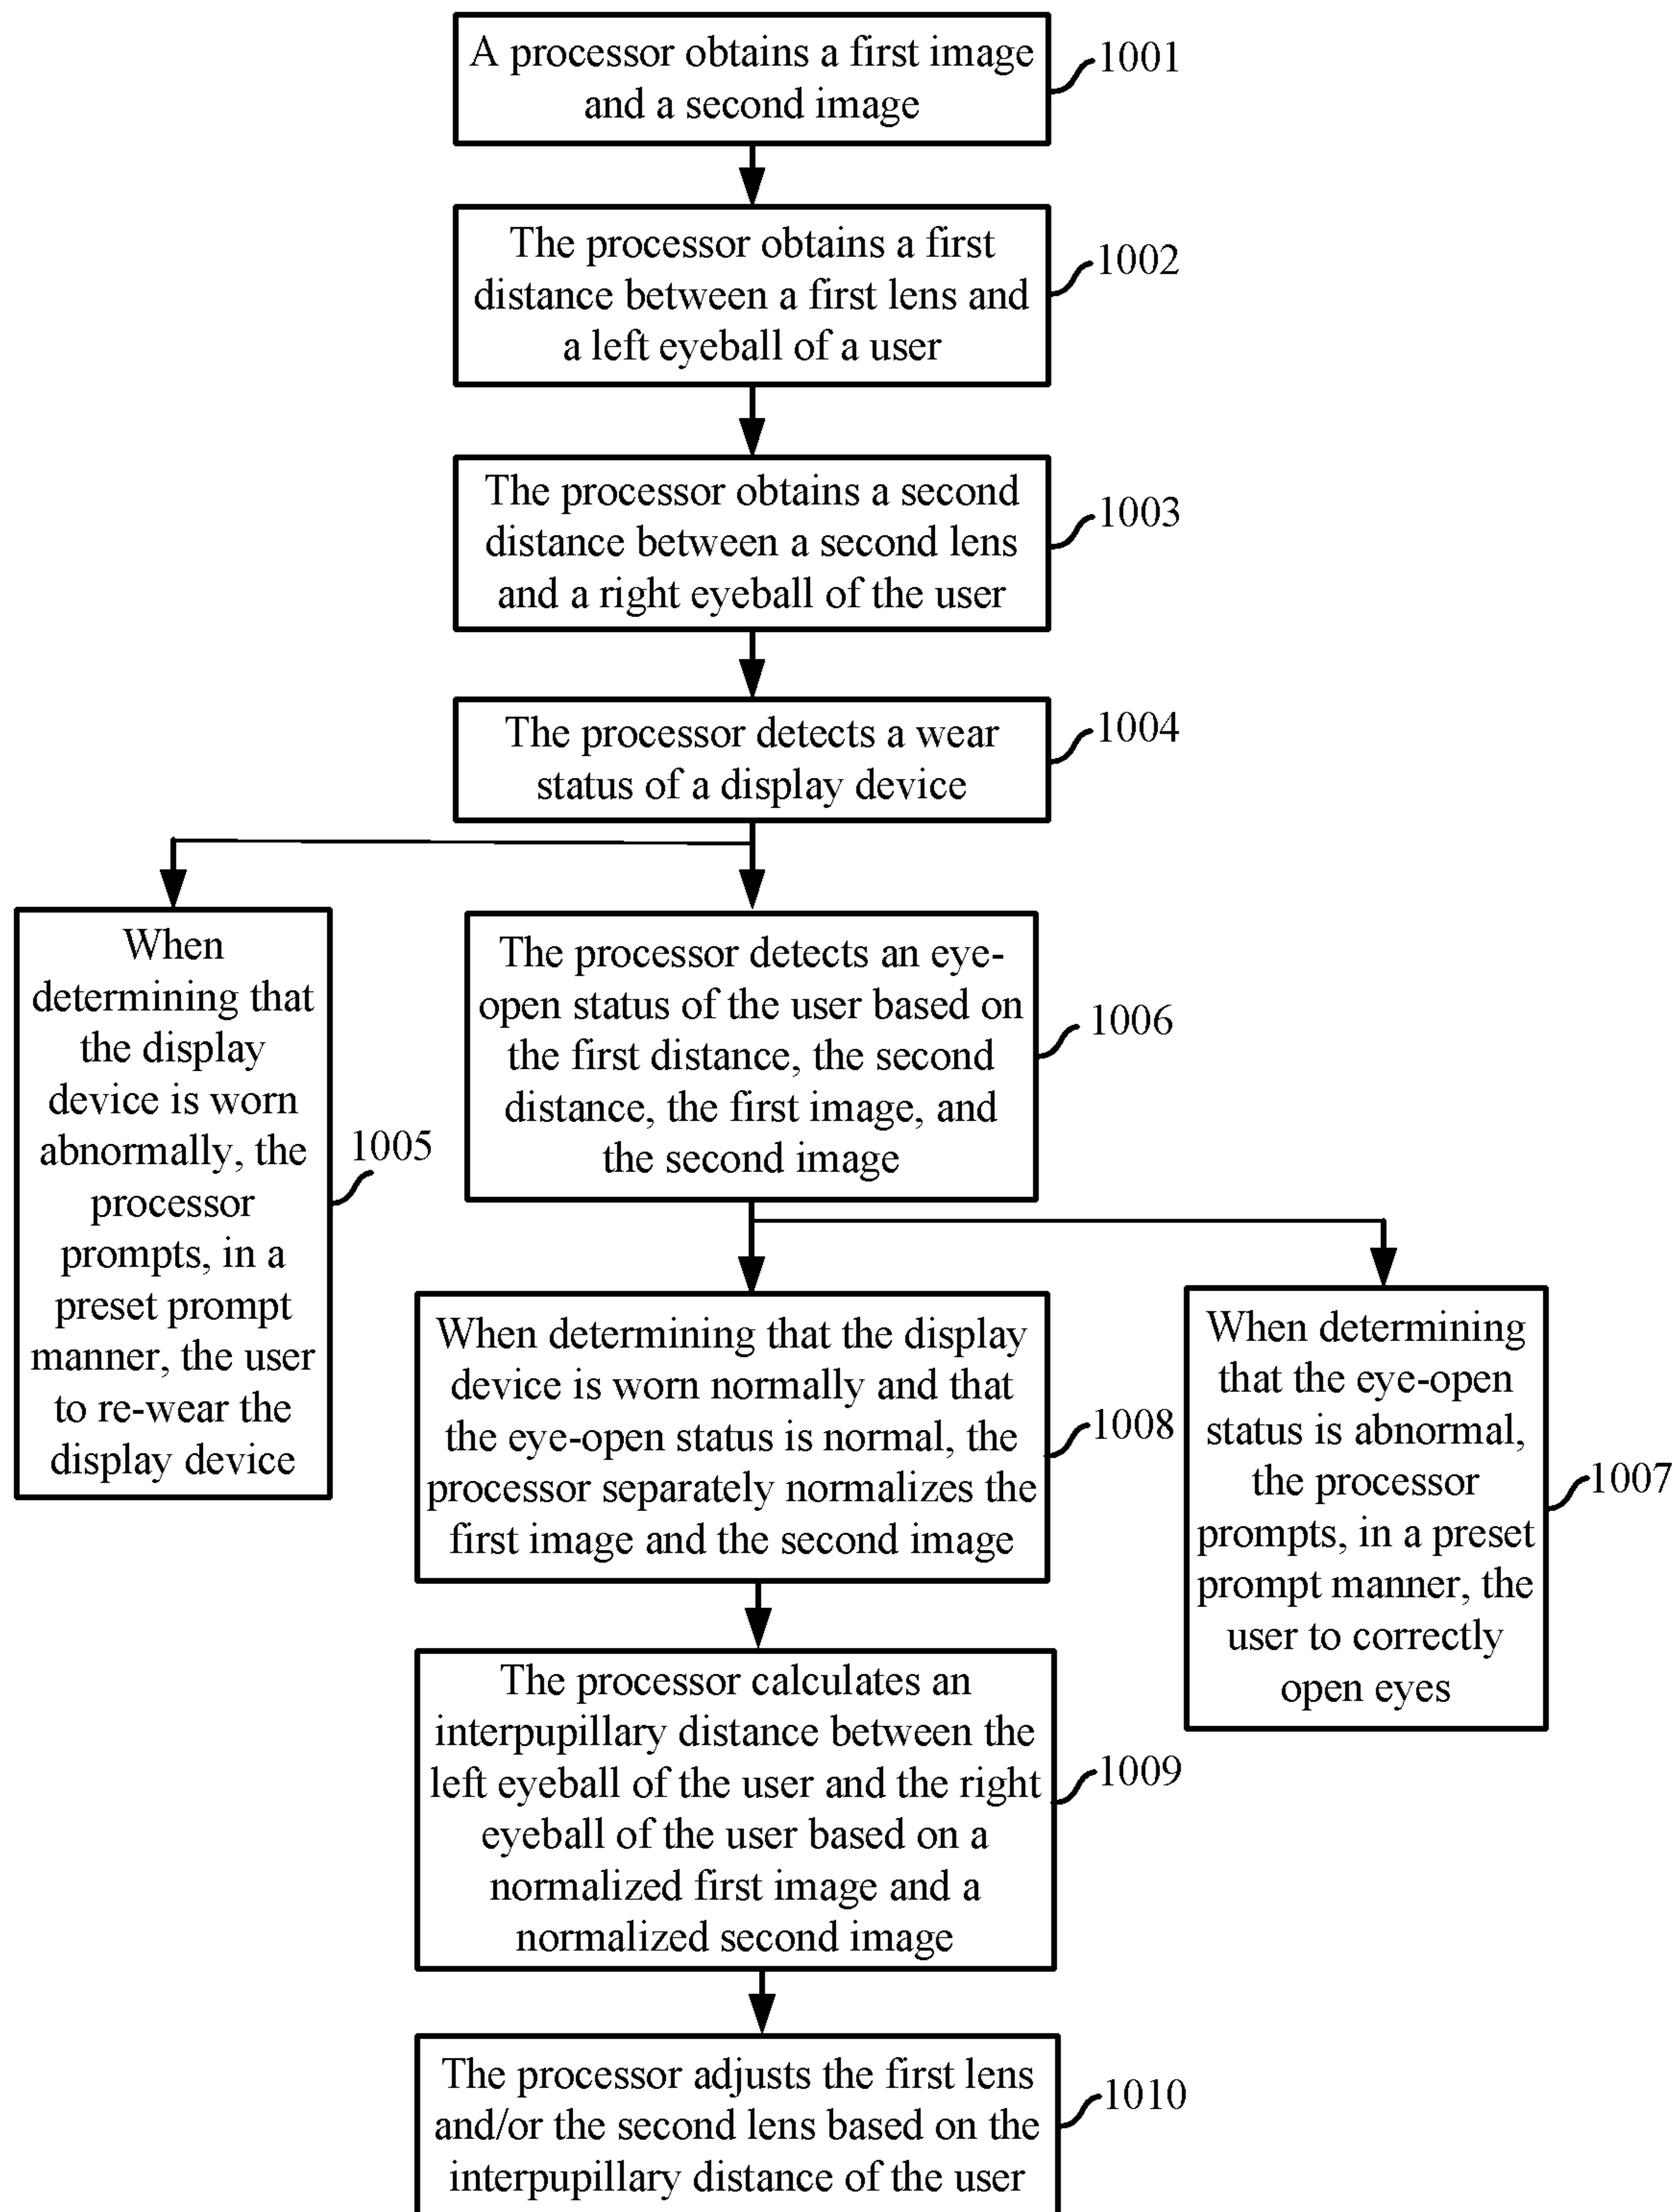 A processor obtains a first image
and a second image
1001
The processor obtains a first
distance between a first lens and
a left eyeball of a user
1002
The processor obtains a second
distance between a second lens
and a right eyeball of the user
1003
The processor detects a wear
status of a display device
1004
When
determining that
the display
device is worn
abnormally, the
processor
prompts, in a
preset prompt
manner, the user
to re-wear the
display device
1005
The processor detects an eye-
open status of the user based on
the first distance, the second
distance, the first image, and
the second image
1006
When determining
that the eye-open
status is abnormal,
the processor
prompts, in a preset
prompt manner, the
user to correctly
open eyes
1007
When determining that the display
device is worn normally and that
the eye-open status is normal, the
processor separately normalizes the
first image and the second image
1008
The processor calculates an
interpupillary distance between the
left eyeball of the user and the right
eyeball of the user based on a
normalized first image and a
normalized second image
1009
The processor adjusts the first lens
and/or the second lens based on the
interpupillary distance of the user
1010